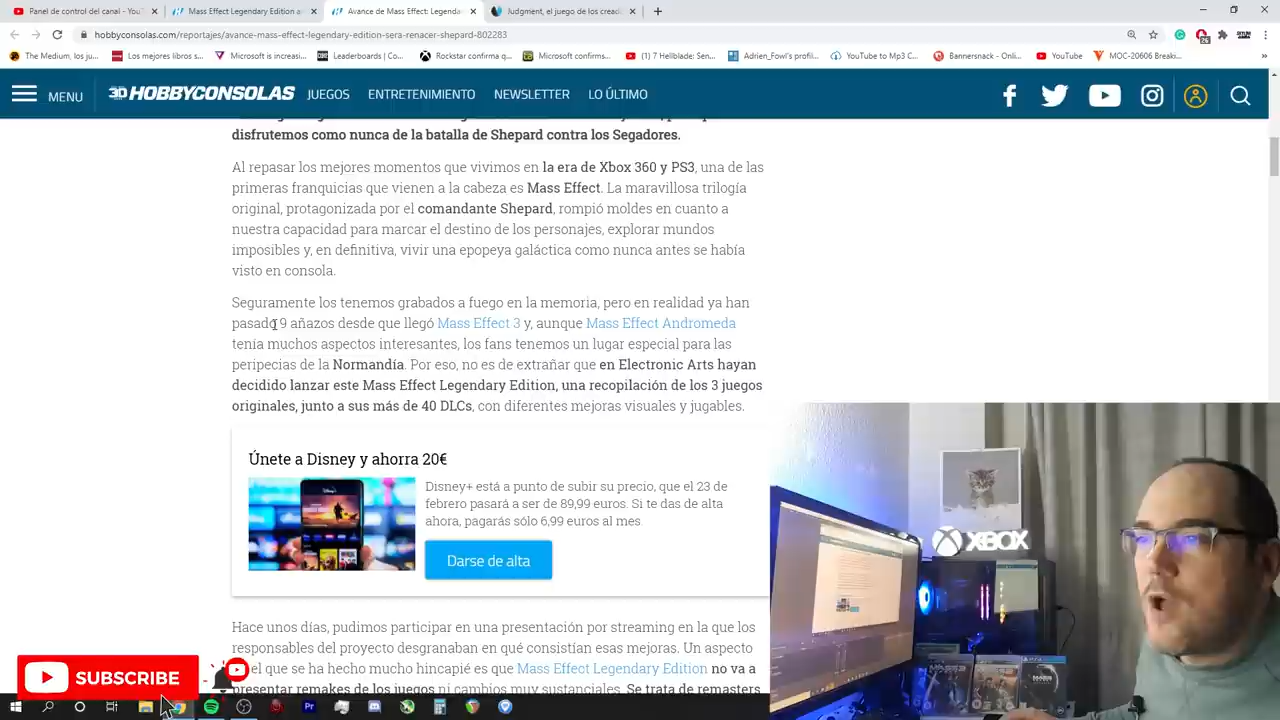 Panel de control del canal - YouT
Mass Effect Legendary Edition a
Avance de Mass Effect: Legenda
Judgment, el juego de los cread
hobbyconsolas.com/reportajes/avance-mass-effect-legendary-edition-sera-renacer-shepard-802283
The Medium, los ju...
Los mejores libros s...
Microsoft is increasi...
Leaderboards | Co...
Rockstar confirma q...
Microsoft confirms...
(1) 7 Hellblade: Sen...
Adrien_Fowl's profil...
YouTube to Mp3 C...
Bannersnack - Onli...
YouTube
MOC-20606 Breaki...
MENU
HOBBYCONSOLAS
JUEGOS
ENTRETENIMIENTO
NEWSLETTER
LO ÚLTIMO
disfrutemos como nunca de la batalla de Shepard contra los Segadores.
Al repasar los mejores momentos que vivimos en la era de Xbox 360 y PS3, una de las
primeras franquicias que vienen a la cabeza es Mass Effect. La maravillosa trilogía
original, protagonizada por el comandante Shepard, rompió moldes en cuanto a
nuestra capacidad para marcar el destino de los personajes, explorar mundos
imposibles y, en definitiva, vivir una epopeya galáctica como nunca antes se había
visto en consola.
Seguramente los tenemos grabados a fuego en la memoria, pero en realidad ya han
pasado 9 añazos desde que llegó Mass Effect 3 y, aunque Mass Effect Andromeda
tenía muchos aspectos interesantes, los fans tenemos un lugar especial para las
peripecias de la Normandía. Por eso, no es de extrañar que en Electronic Arts hayan
decidido lanzar este Mass Effect Legendary Edition, una recopilación de los 3 juegos
originales, junto a sus más de 40 DLCs, con diferentes mejoras visuales y jugables.
Únete a Disney y ahorra 20€
Disney+ está a punto de subir su precio, que el 23 de
febrero pasará a ser de 89,99 euros. Si te das de alta
ahora, pagarás sólo 6,99 euros al mes.
Darse de alta
XBOX
Hace unos días, pudimos participar en una presentación por streaming en la que los
responsables del proyecto desgranaban en qué consistían esas mejoras. Un aspecto
el que se ha hecho mucho hincapié es que Mass Effect Legendary Edition no va a
presentar remakes de los juegos ni cambios muy sustanciales. Se trata de remasters
SUBSCRIBE